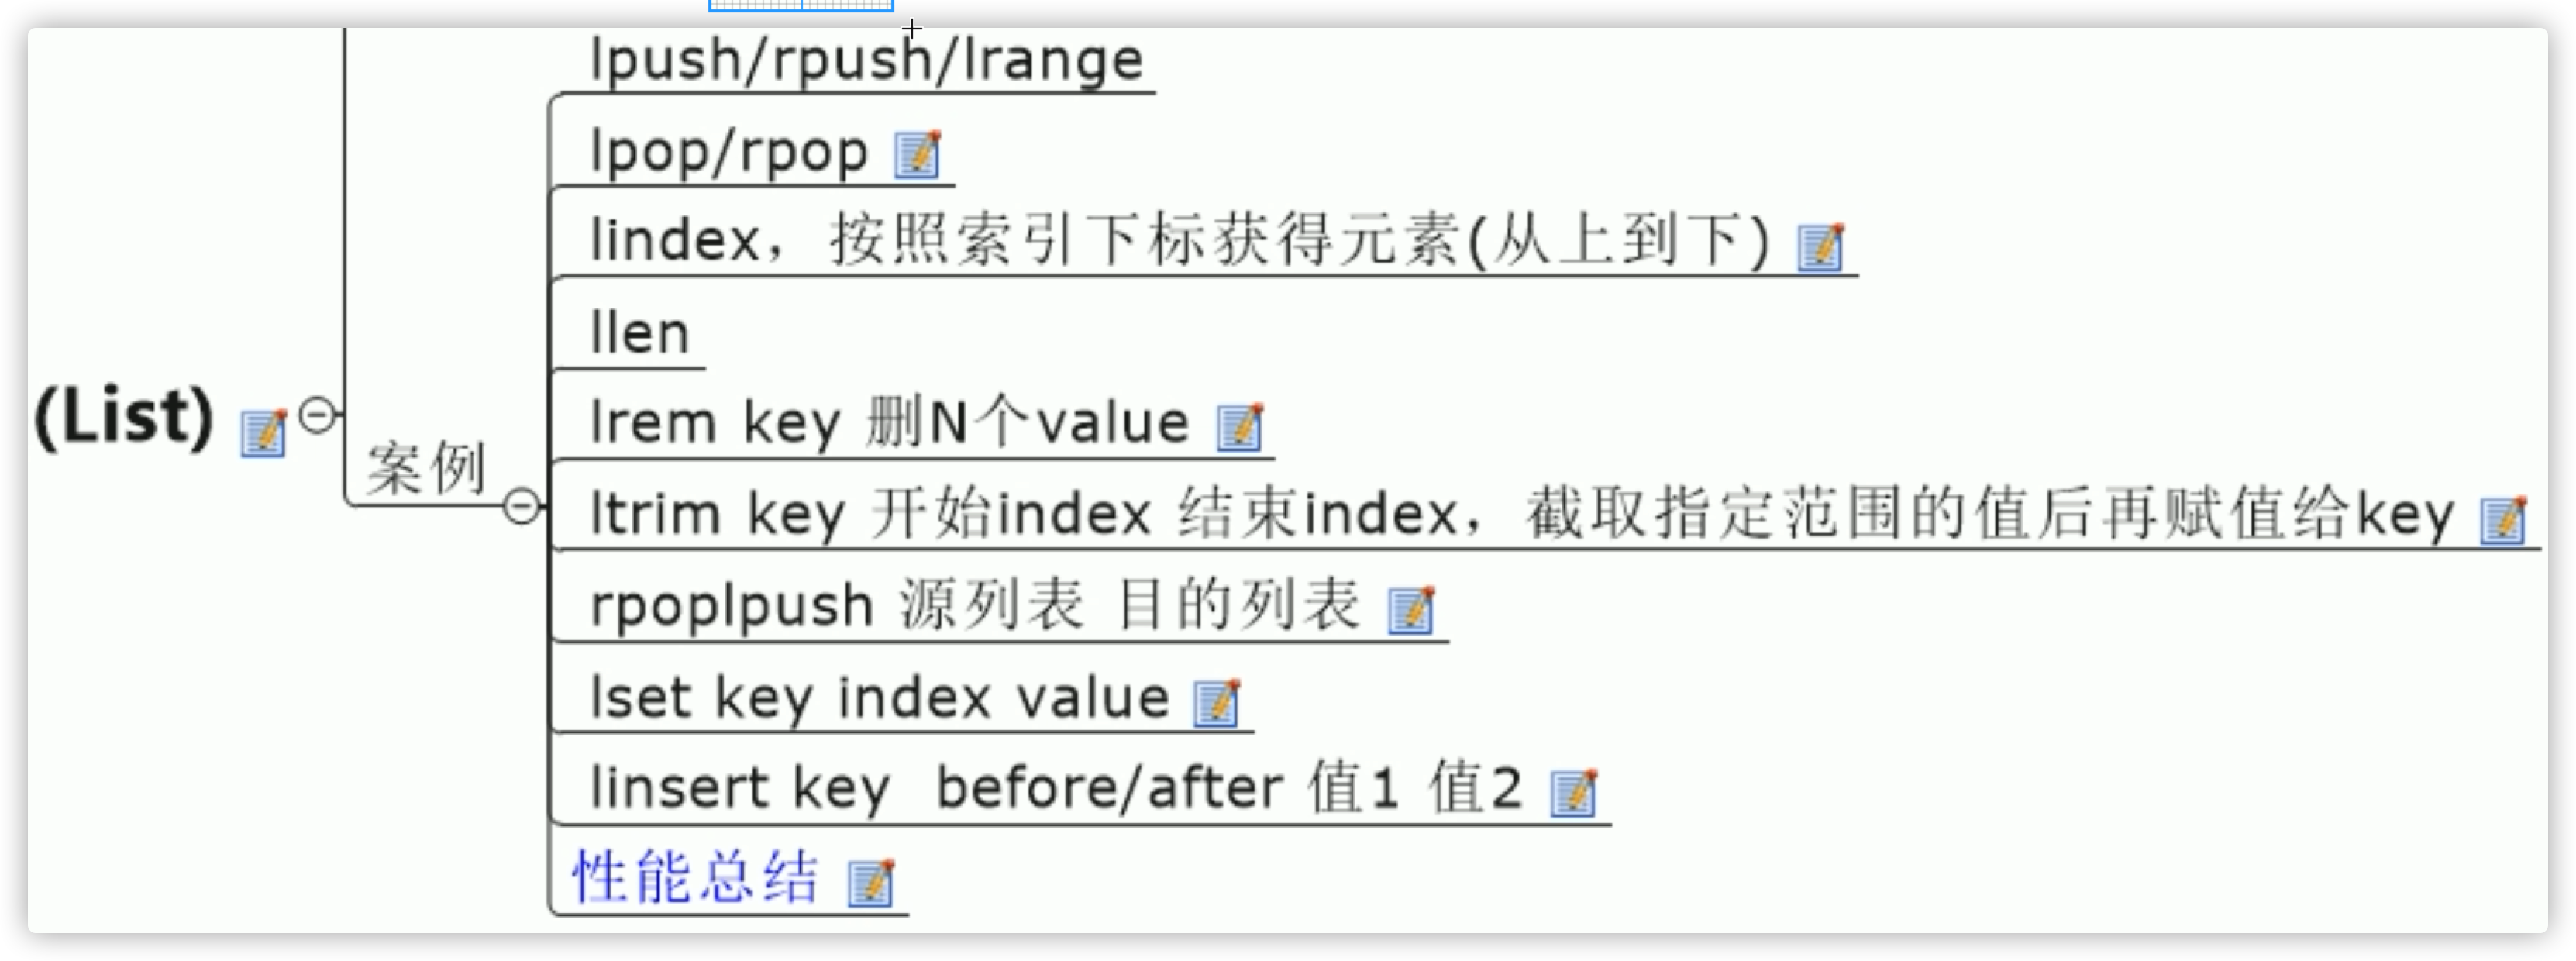 lpush/rpush/lrange
lpop/rpop
lindex，按照索引下标获得元素(从上到下)
llen
(List)
案例
lrem key 删N个value
ltrim key 开始index 结束index，截取指定范围的值后再赋值给key
rpoplpush 源列表 目的列表
lset key index value
linsert key  before/after 值1 值2
性能总结